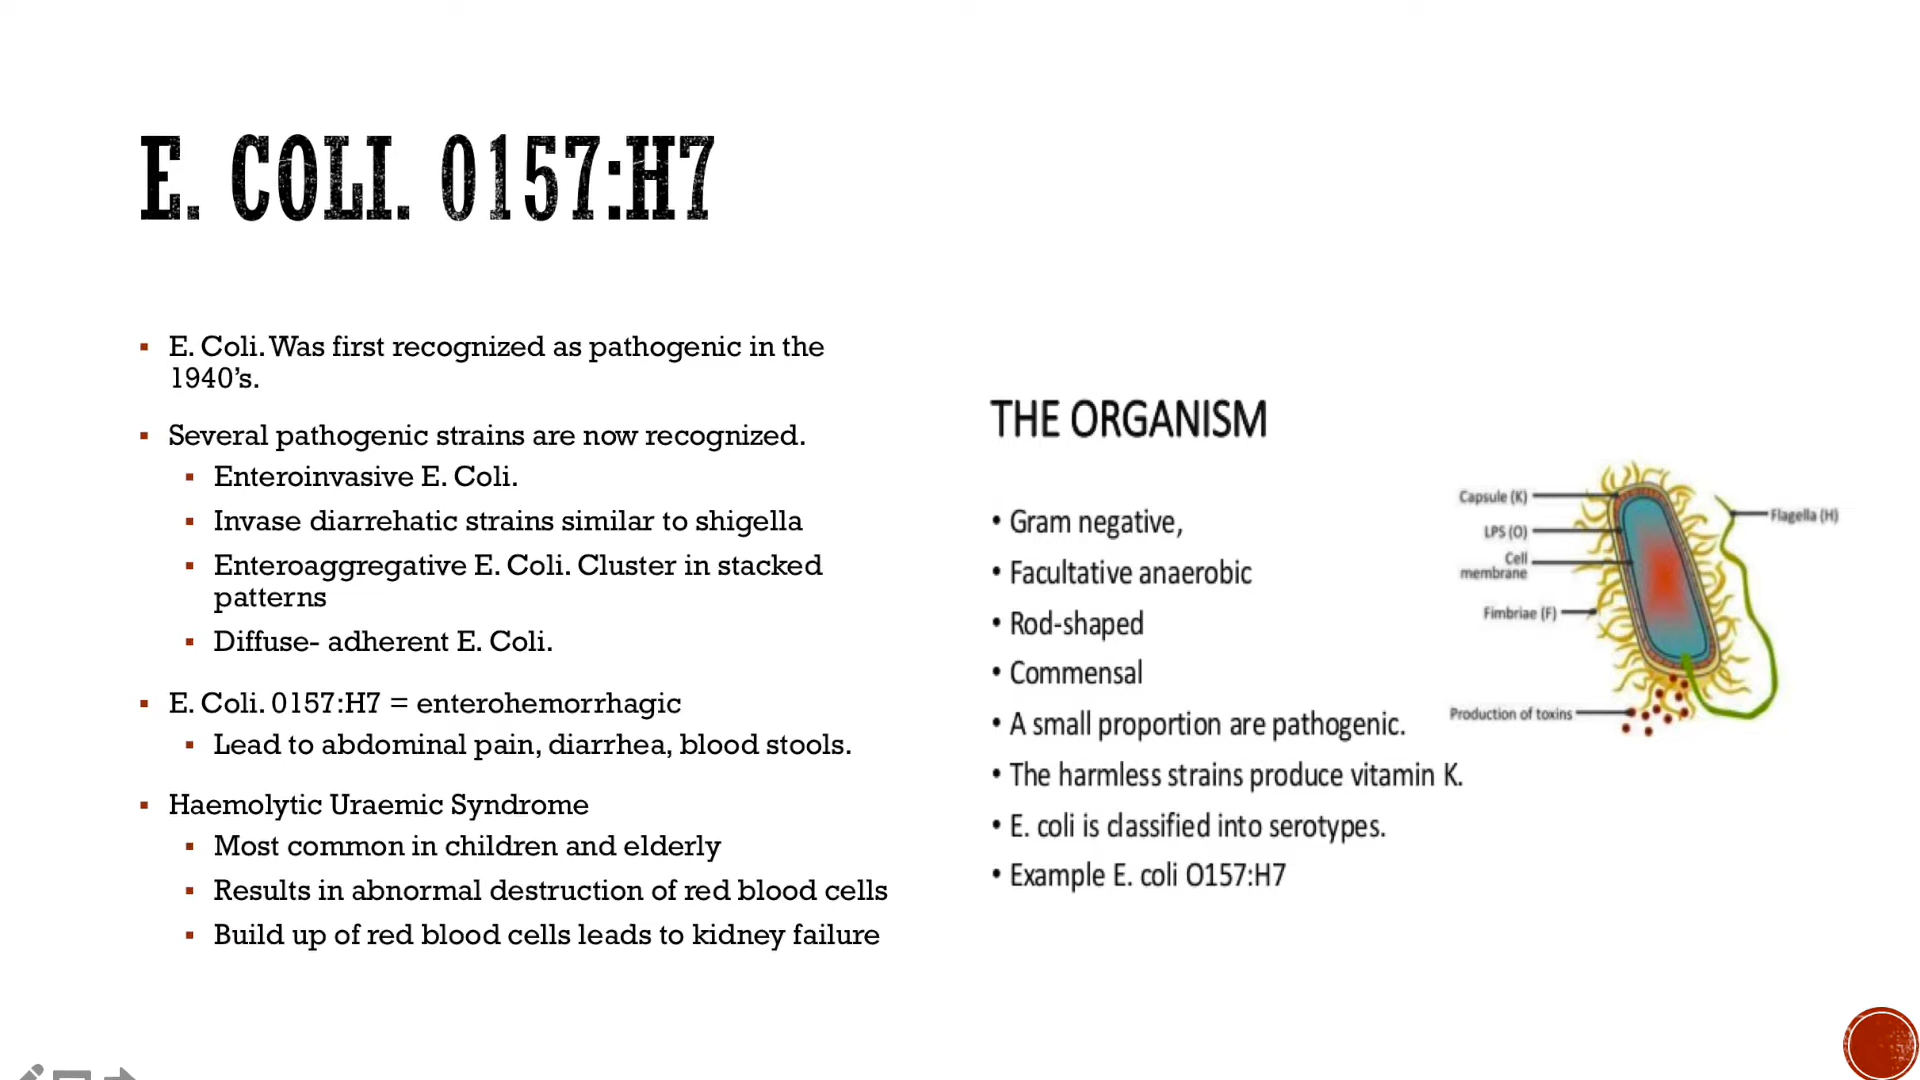 E. COLI. 0157:H7
▪ E. Coli. Was first recognized as pathogenic in the
1940's.
▪ Several pathogenic strains are now recognized.
▪ Enteroinvasive E. Coli.
▪ Invase diarrehatic strains similar to shigella
▪ Enteroaggregative E. Coli. Cluster in stacked
patterns
▪ Diffuse- adherent E. Coli.
▪ E. Coli. 0157:H7 = enterohemorrhagic
▪ Lead to abdominal pain, diarrhea, blood stools.
▪ Haemolytic Uraemic Syndrome
▪ Most common in children and elderly
▪ Results in abnormal destruction of red blood cells
▪ Build up of red blood cells leads to kidney failure
THE ORGANISM
• Gram negative,
• Facultative anaerobic
• Rod-shaped
• Commensal
• A small proportion are pathogenic.
• The harmless strains produce vitamin K.
• E. coli is classified into serotypes.
• Example E. coli O157:H7
Capsule (K)
LPS (O)
Cell
membrane
Fimbriae (F)
Production of toxins
Flagella (H)